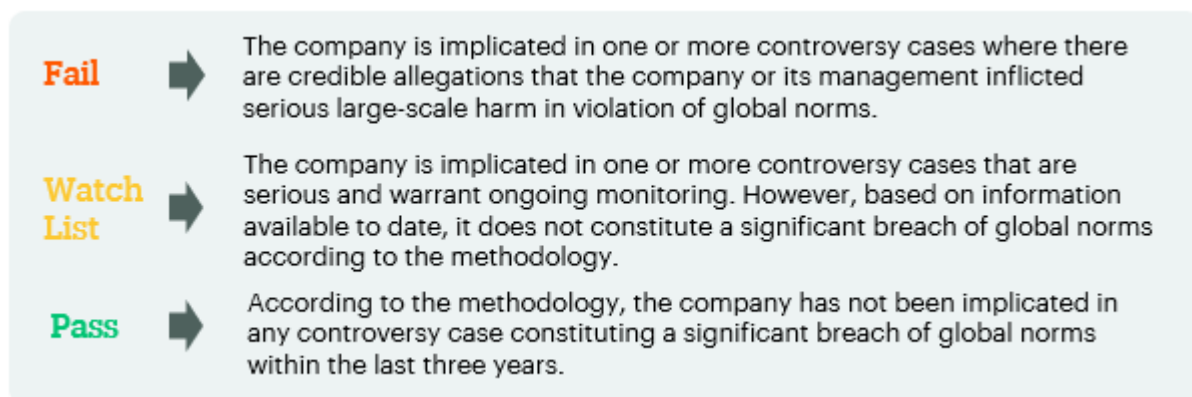 Fail
The company is implicated in one or more controversy cases where there
are credible allegations that the company or its management inflicted
serious large-scale harm in violation of global norms.
Watch
List
The company is implicated in one or more controversy cases that are
serious and warrant ongoing monitoring. However, based on information
available to date, it does not constitute a significant breach of global norms
according to the methodology.
Pass
According to the methodology, the company has not been implicated in
any controversy case constituting a significant breach of global norms
within the last three years.